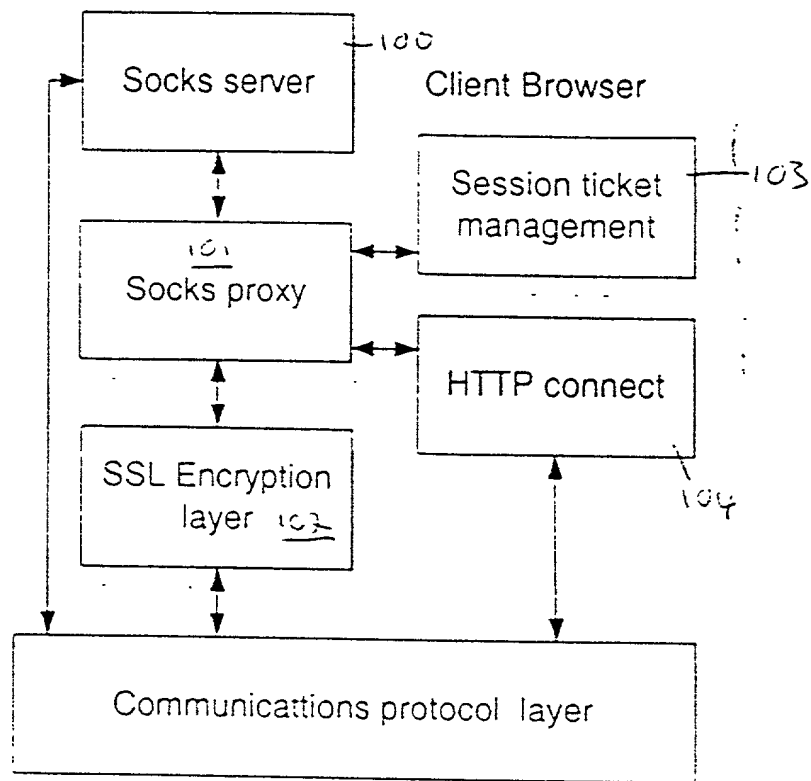 100
Socks server
Client Browser
Session ticket
management
103
101
Socks proxy
HTTP connect
SSL Encryption
layer 102
104
Communicattions protocol layer